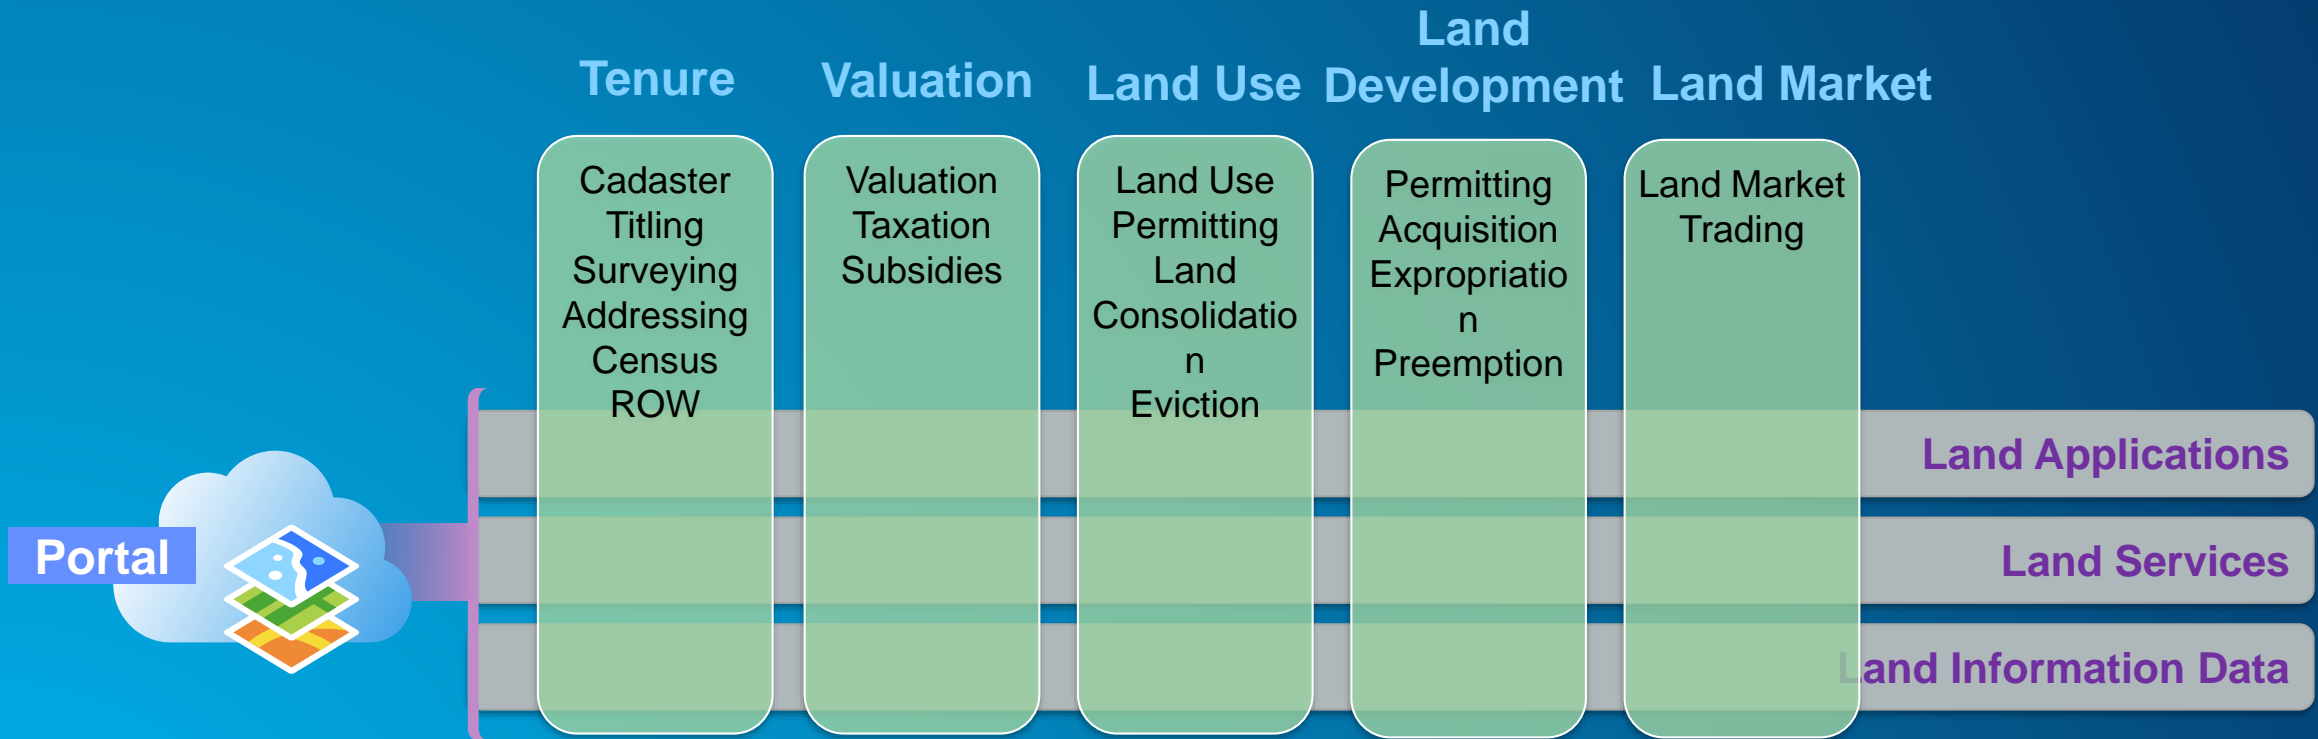 Tenure
Valuation
Land Use
Land
Development
Land Market
Cadaster
Titling
Surveying
Addressing
Census
ROW
Valuation
Taxation
Subsidies
Land Use
Permitting
Land
Consolidatio
n
Eviction
Permitting
Acquisition
Expropriatio
n
Preemption
Land Market
Trading
Portal
Land Applications
Land Services
Land Information Data